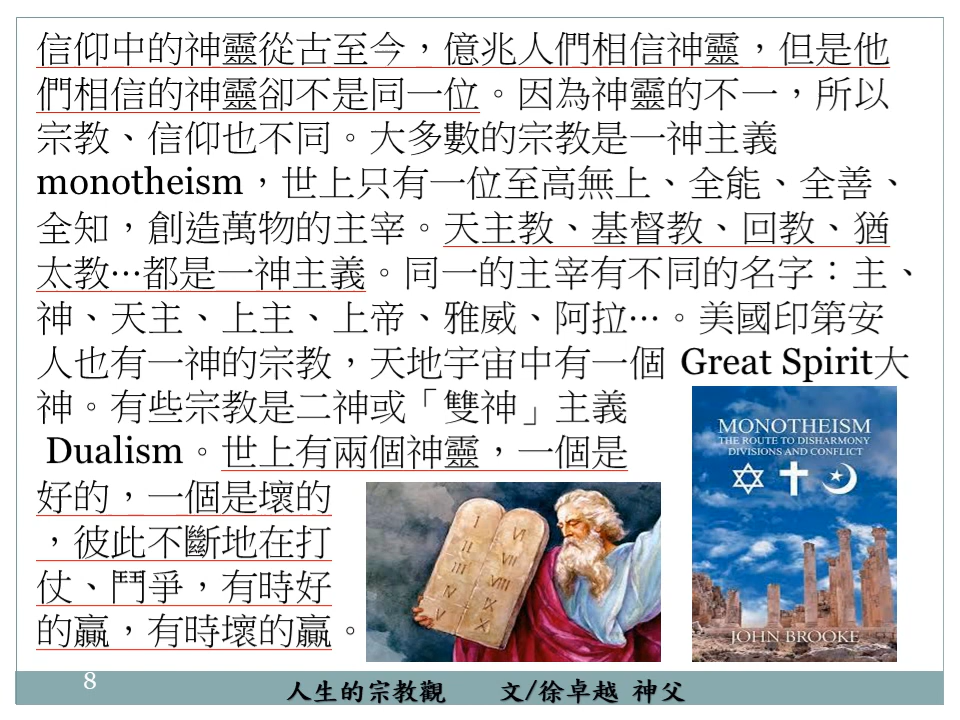 信仰中的神靈從古至今，億兆人們相信神靈，但是他
們相信的神靈卻不是同一位。因為神靈的不一，所以
宗教、信仰也不同。大多數的宗教是一神主義
monotheism，世上只有一位至高無上、全能、全善、
全知，創造萬物的主宰。天主教、基督教、回教、猶
太教…都是一神主義。同一的主宰有不同的名字：主、
神、天主、上主、上帝、雅威、阿拉…。美國印第安
人也有一神的宗教，天地宇宙中有一個 Great Spirit大
神。有些宗教是二神或「雙神」主義
Dualism。世上有兩個神靈，一個是
好的，一個是壞的
，彼此不斷地在打
仗、鬥爭，有時好
的贏，有時壞的贏。
MONOTHEISM
THE ROUTE TO DISHARMONY
DIVISIONS AND CONFLICT
JOHN BROOKE
I
II
III
IV
V
VI
VII
VIII
IX
X
8
人生的宗教觀 文/徐卓越 神父